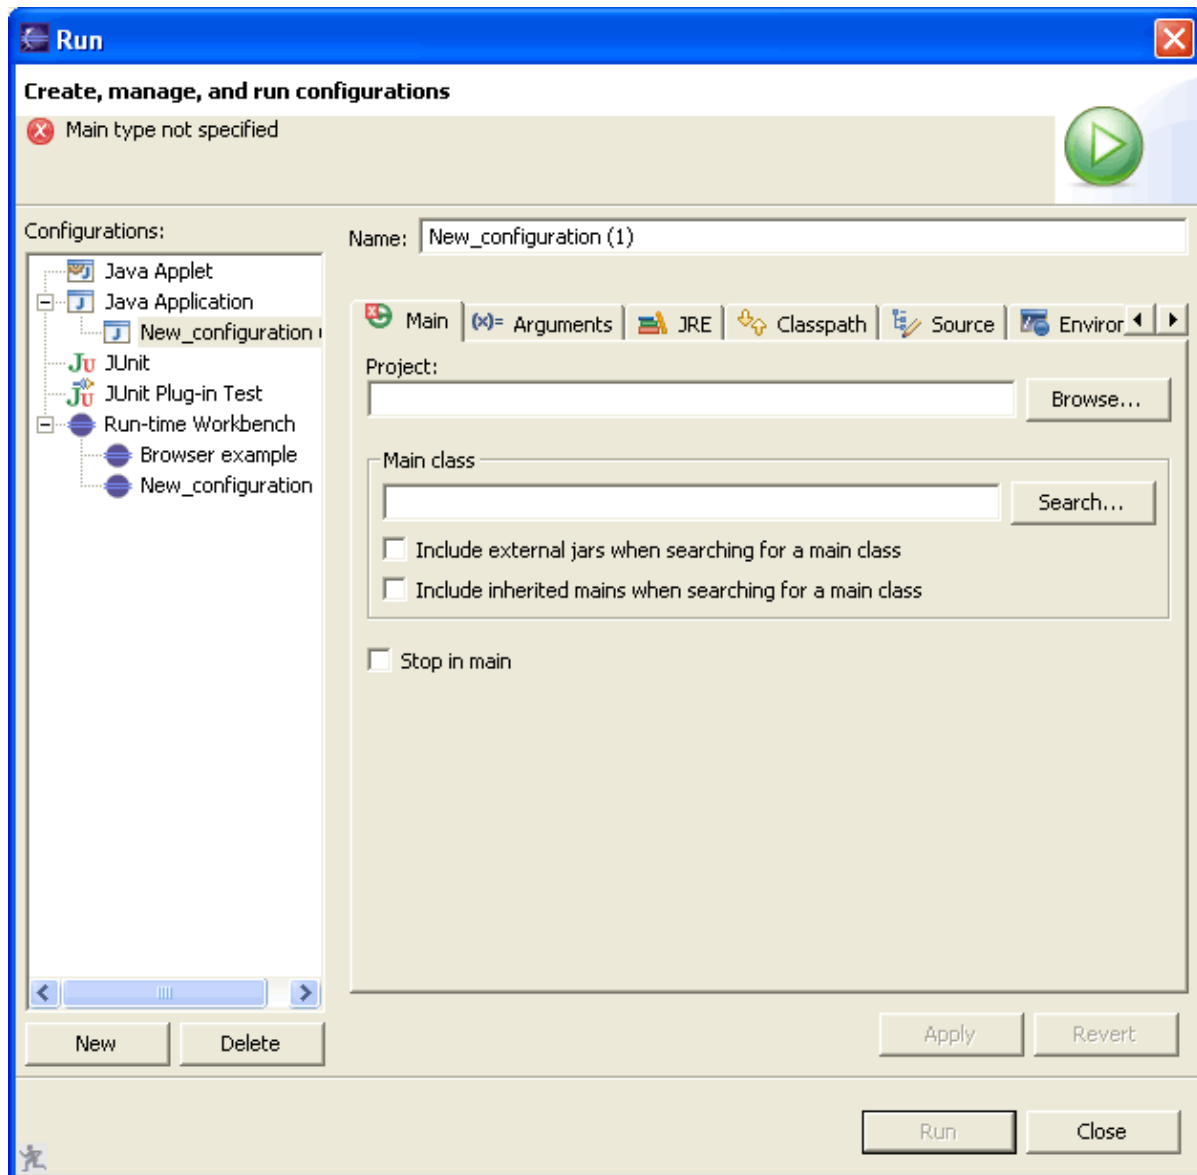 Run
Create, manage, and run configurations
Main type not specified
Configurations:
Java Applet
Java Application
New_configuration
JUnit
JUnit Plug-in Test
Run-time Workbench
Browser example
New_configuration
New
Delete
Name: New_configuration (1)
Main (x)= Arguments JRE Classpath Source Environ
Project:
Browse...
Main class
Search...
Include external jars when searching for a main class
Include inherited mains when searching for a main class
Stop in main
Apply Revert
Run Close